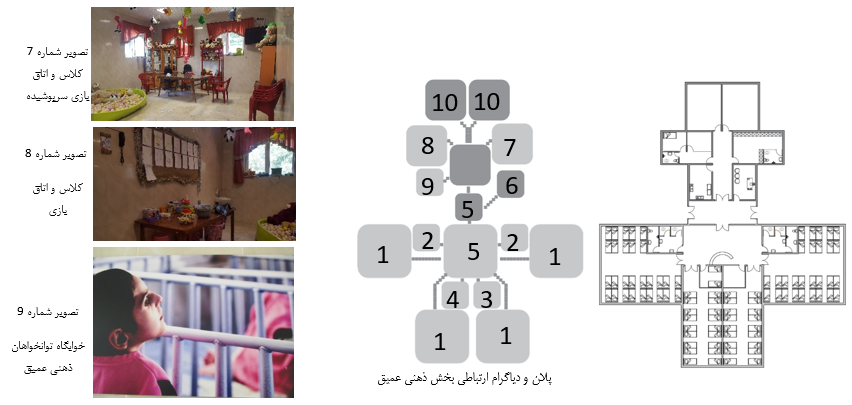 تصویر شماره 7
کلاس و اتاق
بازی سرپوشیده
تصویر شماره 8
کلاس و اتاق
بازی
تصویر شماره 9
خوابگاه توانخواهان
ذهنی عمیق
10 10
8 7
9 6
5
1 2 5 2 1
4 3
1 1
پلان و دیاگرام ارتباطی بخش ذهنی عمیق